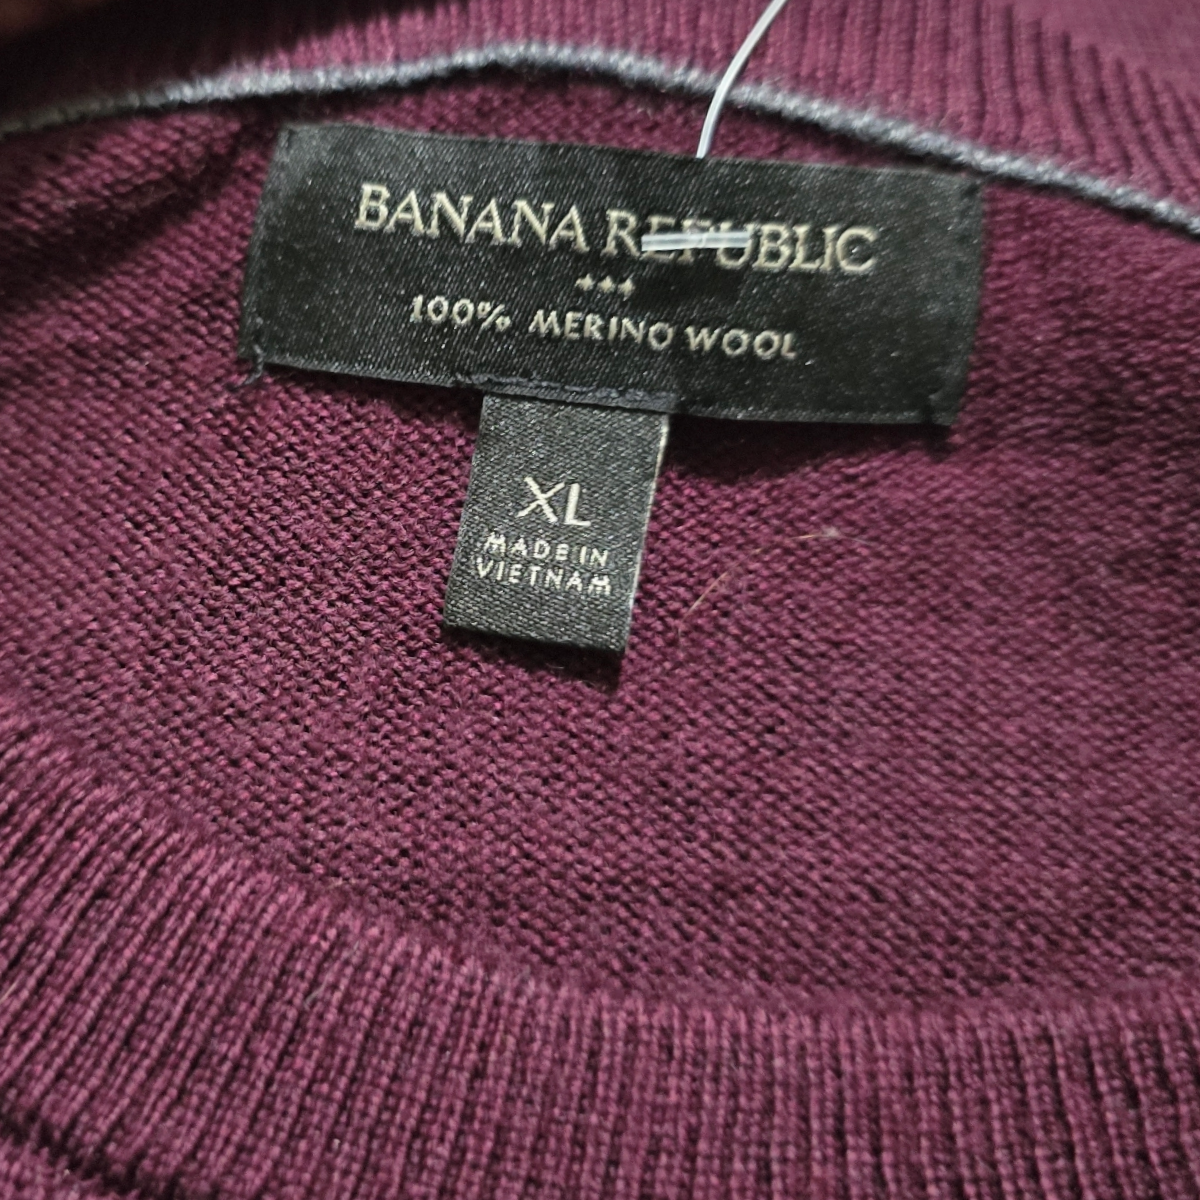 BANANA REPUBLIC
100% MERINO WOOL
XL
MADE IN
VIETNAM